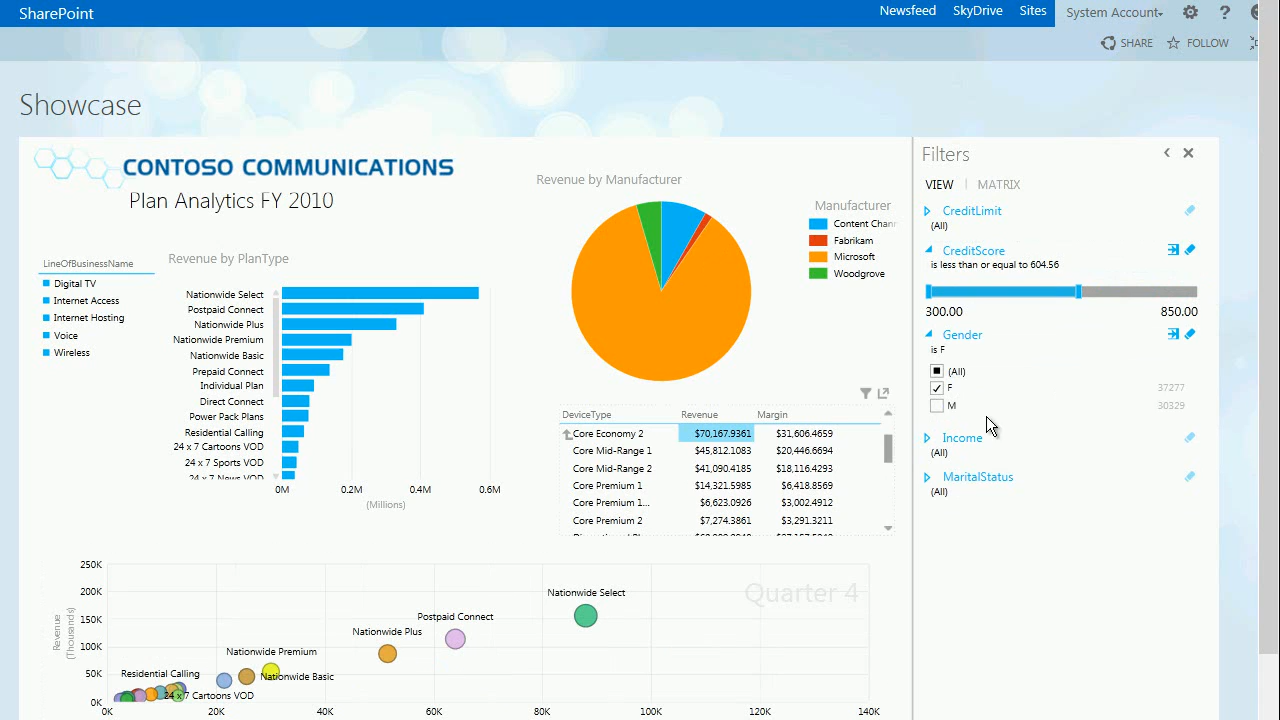 SharePoint
Newsfeed SkyDrive Sites System Account ?
SHARE FOLLOW
Showcase
CONTOSO COMMUNICATIONS
Plan Analytics FY 2010
LineOfBusinessName
Digital TV
Internet Access
Internet Hosting
Voice
Wireless
Revenue by PlanType
Nationwide Select
Postpaid Connect
Nationwide Plus
Nationwide Premium
Nationwide Basic
Prepaid Connect
Individual Plan
Direct Connect
Power Pack Plans
Residential Calling
24 x 7 Cartoons VOD
24 x 7 Sports VOD
24 x 7 News VOD
0M 0.2M 0.4M 0.6M
(Millions)
Revenue by Manufacturer
Manufacturer
Content Chann
Fabrikam
Microsoft
Woodgrove
DeviceType Revenue Margin
Core Economy 2 $70,167.9361 $31,606.4659
Core Mid-Range 1 $45,812.1083 $20,446.6694
Core Mid-Range 2 $41,090.4185 $18,116.4293
Core Premium 1 $14,321.5985 $6,418.8569
Core Premium 1... $6,623.0926 $3,002.4912
Core Premium 2 $7,274.3861 $3,291.3211
Filters
VIEW | MATRIX
CreditLimit
(All)
CreditScore
is less than or equal to 604.56
300.00 850.00
Gender
is F
(All)
F 37277
M 30329
Income
(All)
MaritalStatus
(All)
Revenue
(Thousands)
250K
200K
150K
100K
50K
0K
Quarter 4
Nationwide Select
Postpaid Connect
Nationwide Plus
Nationwide Premium
Nationwide Basic
Residential Calling
24 x 7 Cartoons VOD
0K 20K 40K 60K 80K 100K 120K 140K